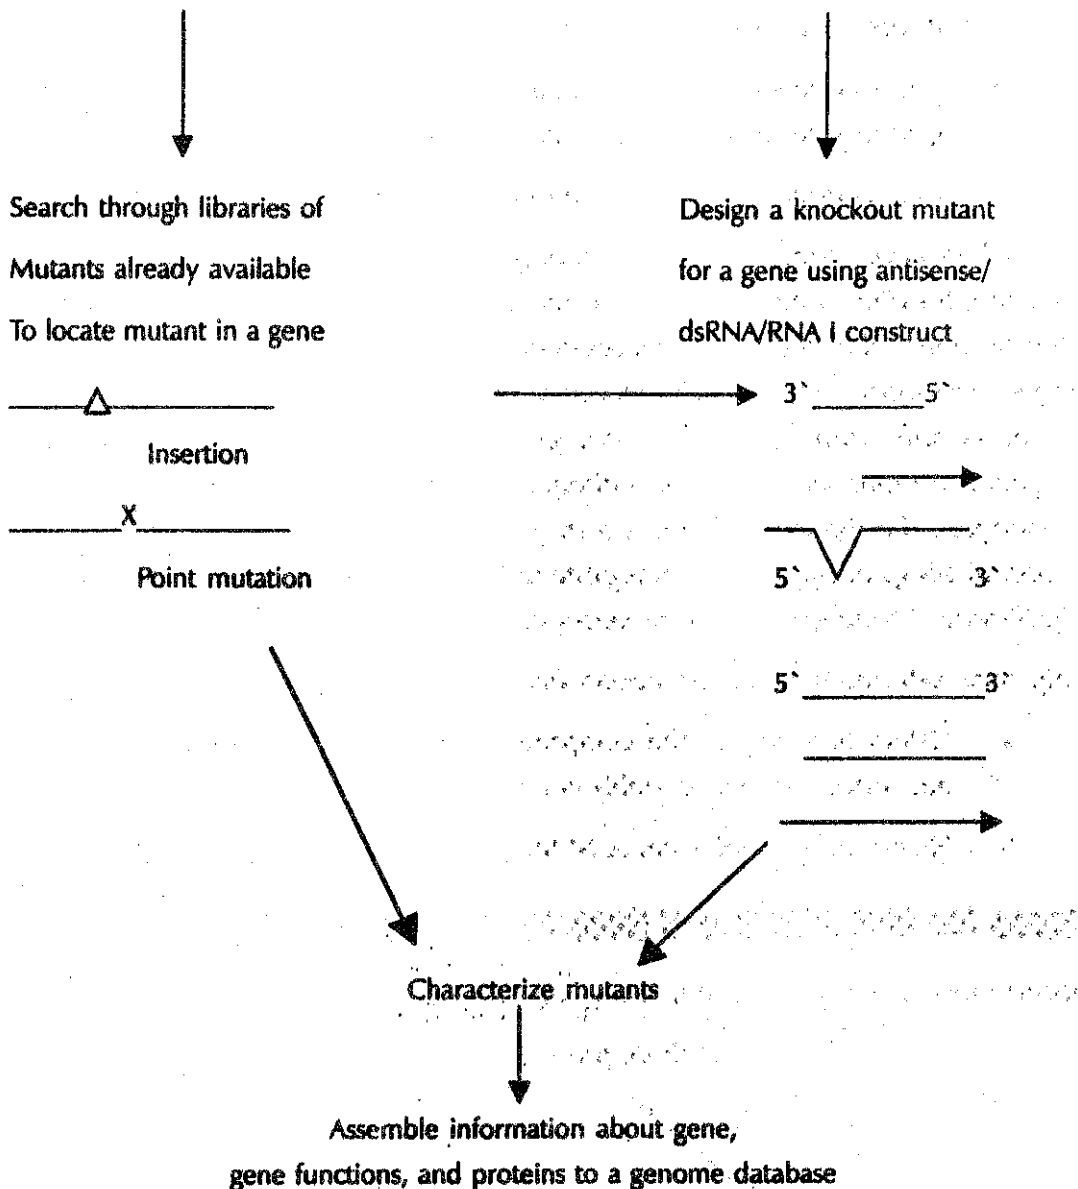 Search through libraries of
Mutants already available
To locate mutant in a gene
Insertion
X
Point mutation
Design a knockout mutant
for a gene using antisense/
dsRNA/RNA I construct
3` 5`
5` 3`
5` 3`
Characterize mutants
Assemble information about gene,
gene functions, and proteins to a genome database